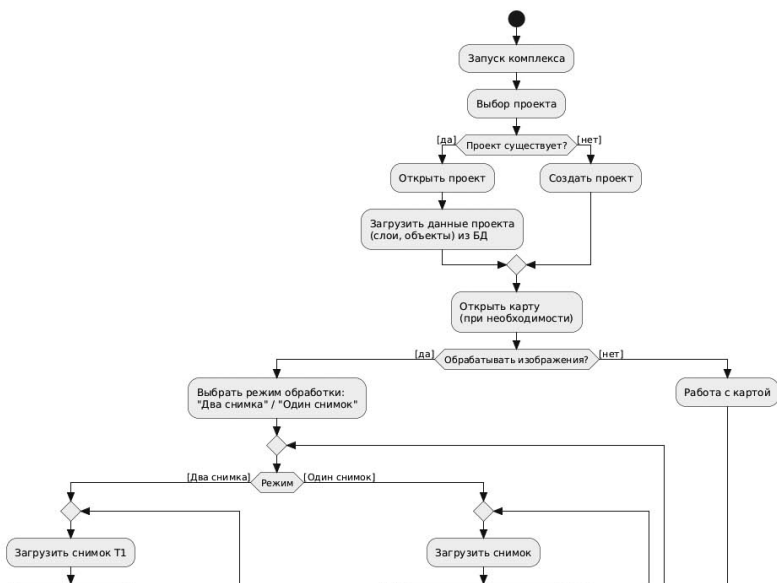 Запуск комплекса
Выбор проекта
[да]
Проект существует?
[нет]
Открыть проект
Создать проект
Загрузить данные проекта
(слои, объекты) из БД
Открыть карту
(при необходимости)
[да]
Обрабатывать изображения?
[нет]
Выбрать режим обработки:
"Два снимка" / "Один снимок"
Работа с картой
[Два снимка]
Режим
[Один снимок]
Загрузить снимок T1
Загрузить снимок